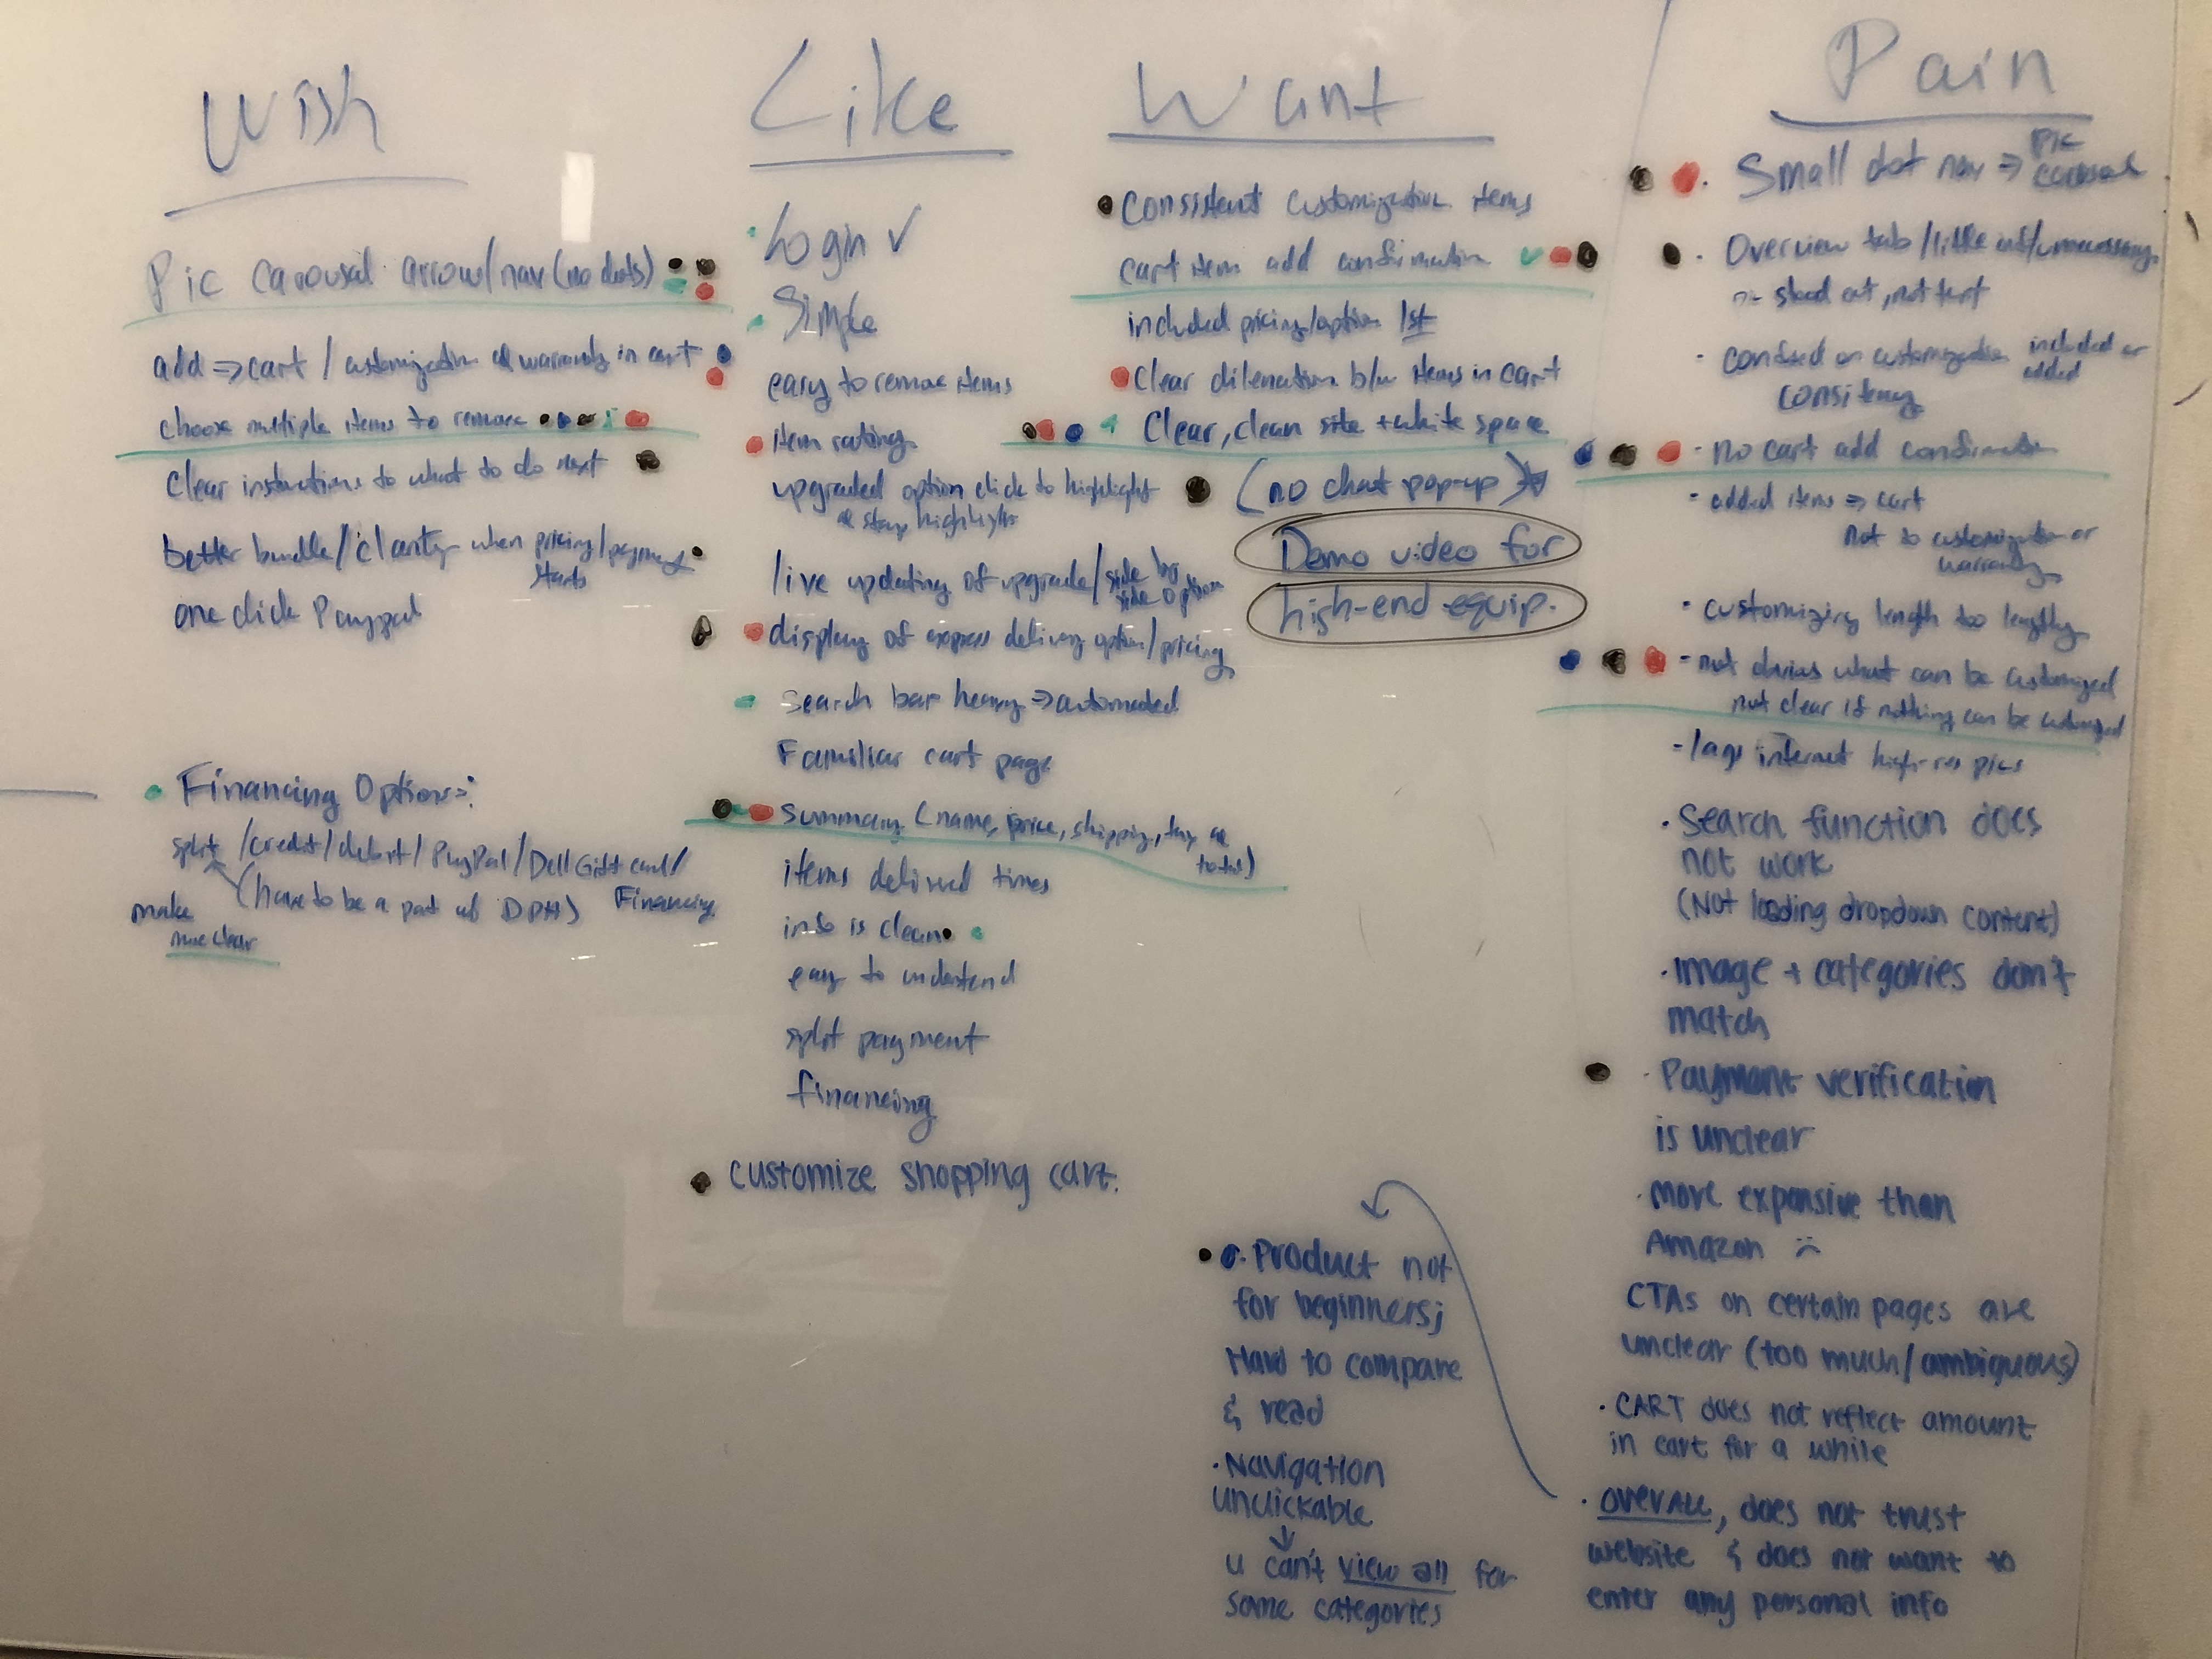 Wish
Pic carousel arrow/nav (no dots)
add ⇒ cart / customization & warranty in cart
choose multiple items to remove
clear instructions to what to do next
better bundle/clarity when pricing/payment
starts
one click Paypal
Financing Options:
split /credit/debit/PayPal/Dell Gift card/
(have to be a part of DPA) Financing
make
more clear
Like
Login ✓
Simple
easy to remove items
item rating
upgraded option click to highlight
& stay highlight
live updating of upgrade/side by
side option
display of express delivery option/pricing
Search bar heavy ⇒ automated
Familiar cart page
Summary (name, price, shipping, tax &
total)
items delivered times
info is clean
easy to understand
split payment
financing
customize shopping cart.
Want
Consistent customization items
cart item add confirmation ✓
included pricing/option 1st
Clear dilenation b/w items in cart
Clear, clean site + white space
(no chat pop-up)
Demo video for
high-end equip.
Pain
Small dot nav ⇒ pic
carousel
Overview tab/little /unnecessary
stand out, not text
confused on customization included or
added
consitency
- no cart add confirmation
- added items ⇒ cart
not to customization or
warranty
· customizing length too lengthy
- not obvious what can be customized
not clear if nothing can be customized
- lags internet high-res pics
· Search function does
not work
(Not loading dropdown content)
· Image + categories don't
match
· Payment verification
is unclear
· more expensive than
Amazon :(
CTAs on certain pages are
unclear (too much/ambiguous)
· CART does not reflect amount
in cart for a while
· OVERALL, does not trust
website & does not want to
enter any personal info
· Product not
for beginners;
Hard to compare
& read
· Navigation
unclickable
↓
u can't view all for
some categories